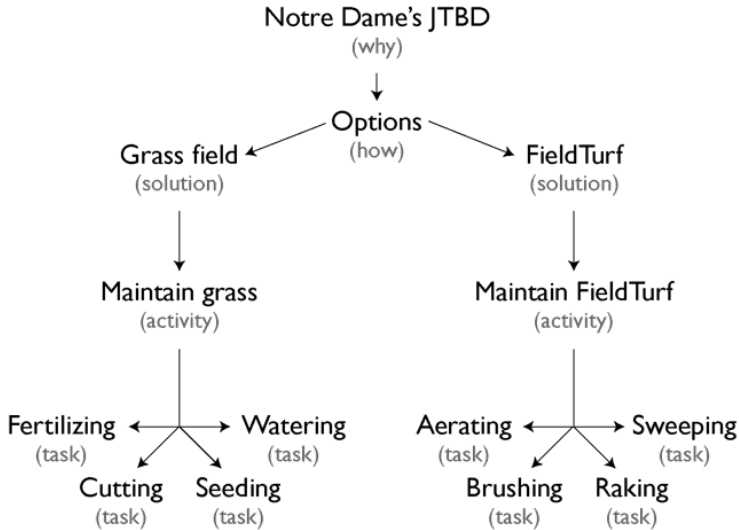 Notre Dame's JTBD
(why)
Options
(how)
Grass field
(solution)
FieldTurf
(solution)
Maintain grass
(activity)
Maintain FieldTurf
(activity)
Fertilizing
(task)
Watering
(task)
Cutting
(task)
Seeding
(task)
Aerating
(task)
Sweeping
(task)
Brushing
(task)
Raking
(task)